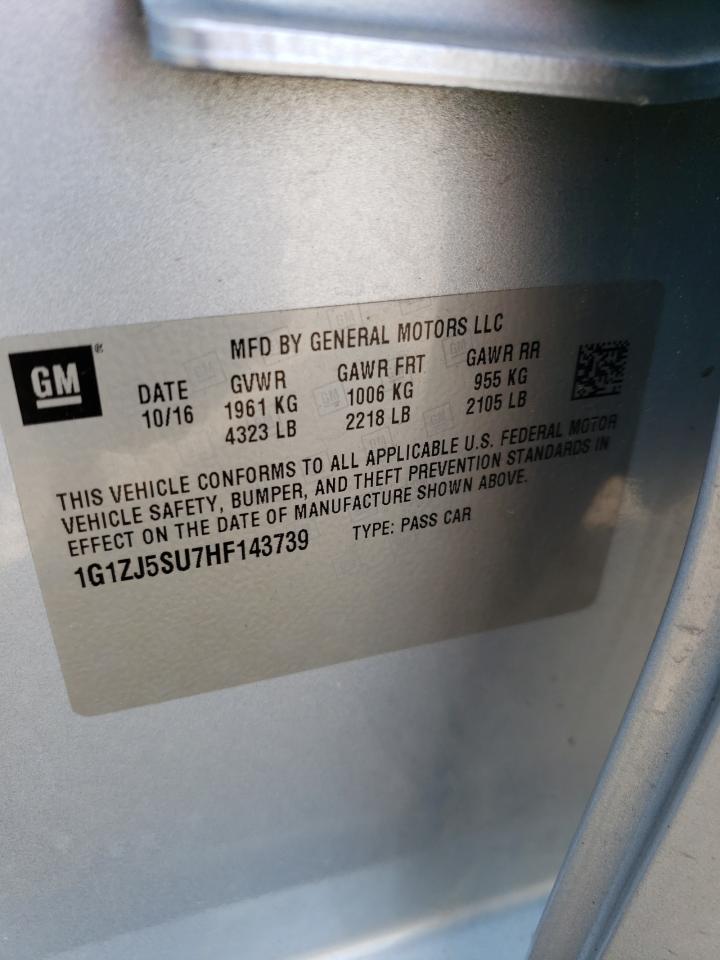 GM
MFD BY GENERAL MOTORS LLC
DATE GVWR GAWR FRT GAWR RR
10/16 1961 KG 1006 KG 955 KG
4323 LB 2218 LB 2105 LB
THIS VEHICLE CONFORMS TO ALL APPLICABLE U.S. FEDERAL MOTOR
VEHICLE SAFETY, BUMPER, AND THEFT PREVENTION STANDARDS IN
EFFECT ON THE DATE OF MANUFACTURE SHOWN ABOVE.
1G1ZJ5SU7HF143739 TYPE: PASS CAR